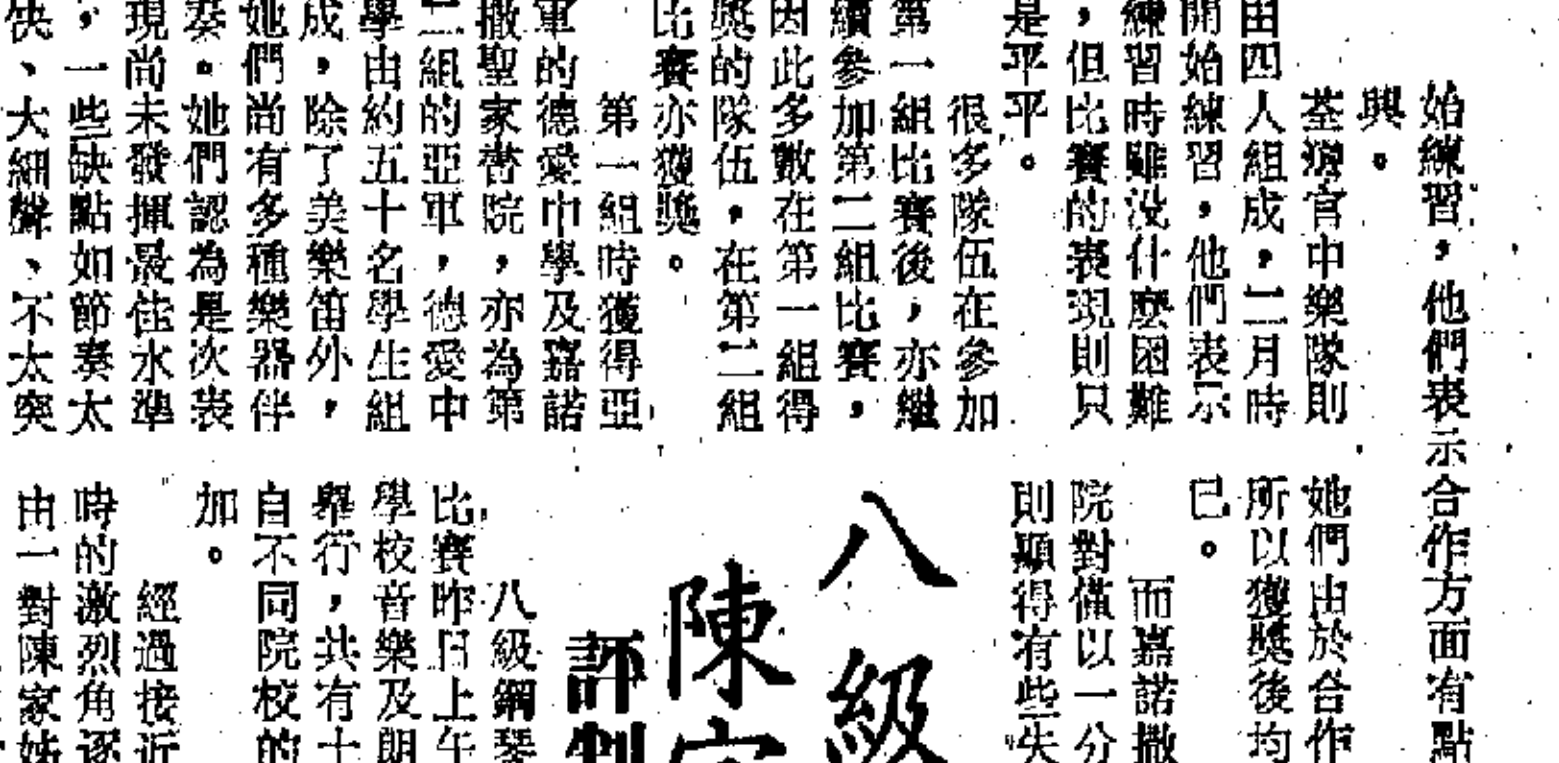 始練習，他們表示合作方面有點
興。
荃灣官中樂隊則
由四人組成，二月時
開始練習，他們表示
練習時雖沒什麼困難
，但比賽的表現則只
是平平。
很多隊伍在參加
第一組比賽後，亦繼
續參加第二組比賽，
因此多數在第一組得
獎的隊伍，在第二組
比賽亦獲獎。
第一組時獲得亞
軍的德愛中學及嘉諾
撒聖家書院，亦為第
二組的亞軍，德愛中
學由約五十名學生組
成，除了美樂笛外，
她們尚有多種樂器伴
奏。她們認為是次表
現尚未發揮最佳水準
，一些缺點如節奏太
快、大細聲、不太突
她們由於合作
所以獲獎後均
已。
而嘉諾撒
院對僅以一分
則顯得有些失
八級
陳家
評判
八級鋼琴
比賽昨日上午
學校音樂及朗
舉行，共有十
自不同院校的
加。
經過接近
時的激烈角逐
由一對陳家姊